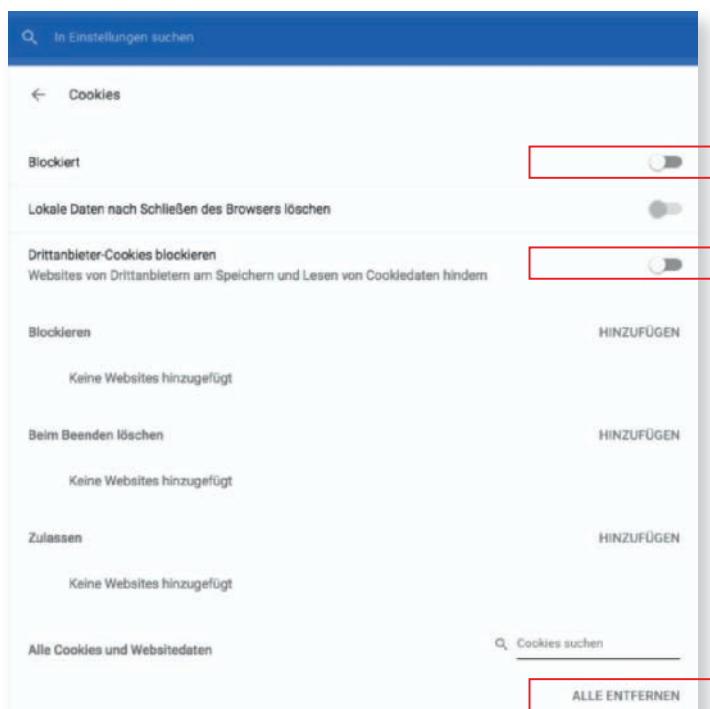 In Einstellungen suchen
Cookies
Blockiert
Lokale Daten nach Schließen des Browsers löschen
Drittanbieter-Cookies blockieren
Websites von Drittanbietern am Speichern und Lesen von Cookiedaten hindern
Blockieren HINZUFÜGEN
Keine Websites hinzugefügt
Beim Beenden löschen HINZUFÜGEN
Keine Websites hinzugefügt
Zulassen HINZUFÜGEN
Keine Websites hinzugefügt
Alle Cookies und Websitedaten Cookies suchen
ALLE ENTFERNEN